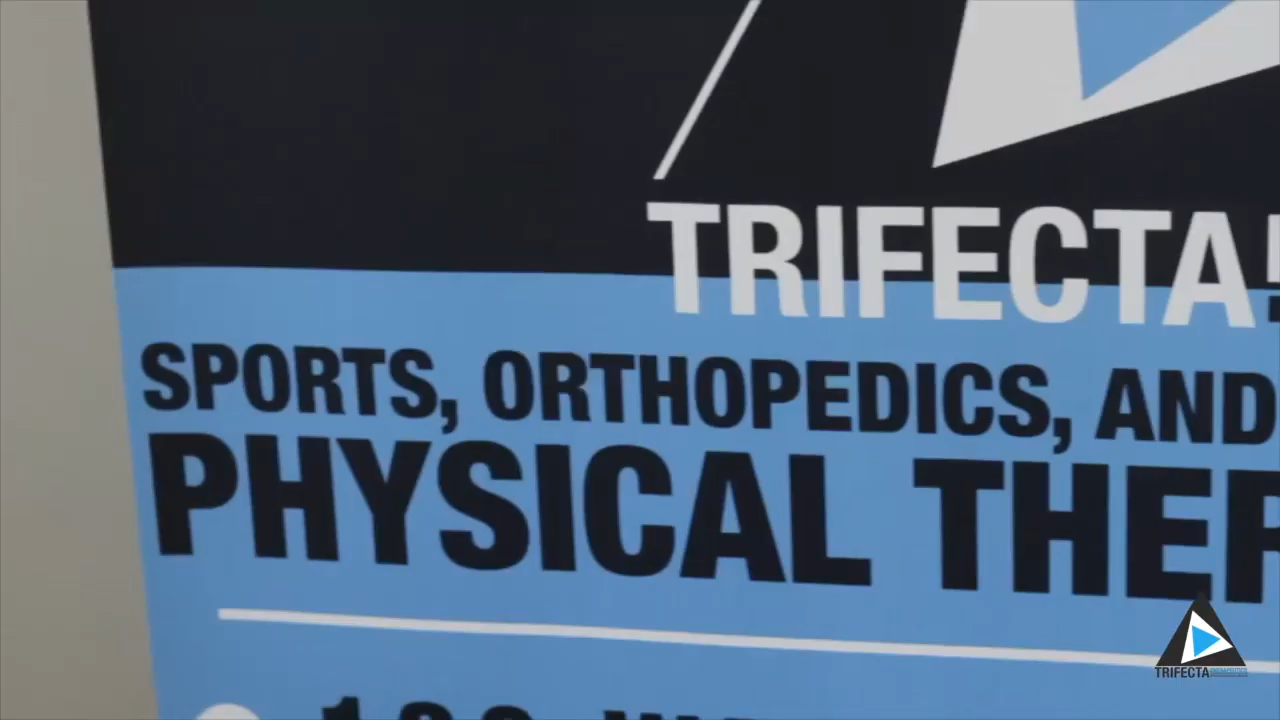 TRIFECTA
SPORTS, ORTHOPEDICS, AND
PHYSICAL THER
TRIFECTA